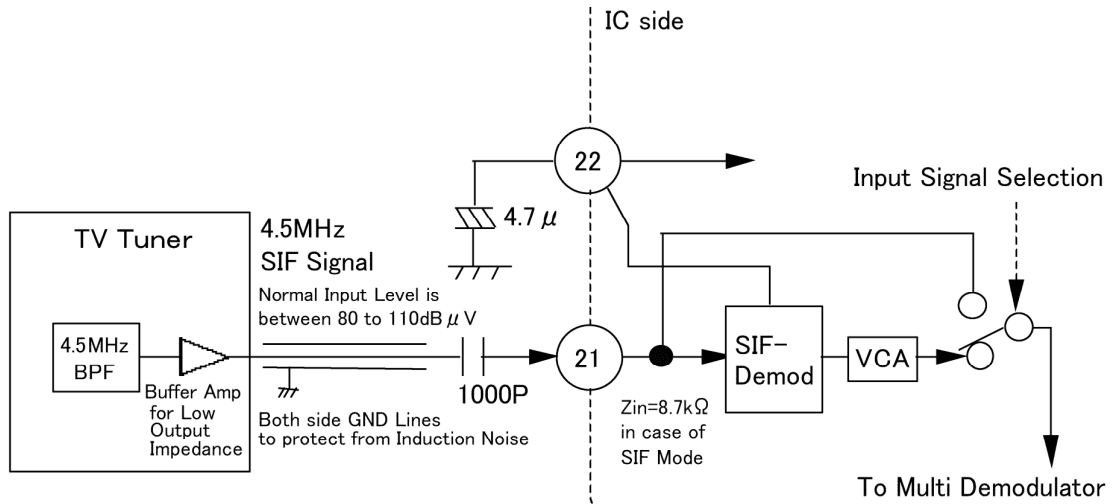 IC side
22
Input Signal Selection
4.7μ
TV Tuner
4.5MHz
SIF Signal
Normal Input Level is
between 80 to 110dBμV
4.5MHz
BPF
Buffer Amp
for Low
Output
Impedance
1000P
Both side GND Lines
to protect from Induction Noise
21
SIF-
Demod
VCA
Zin=8.7kΩ
in case of
SIF Mode
To Multi Demodulator